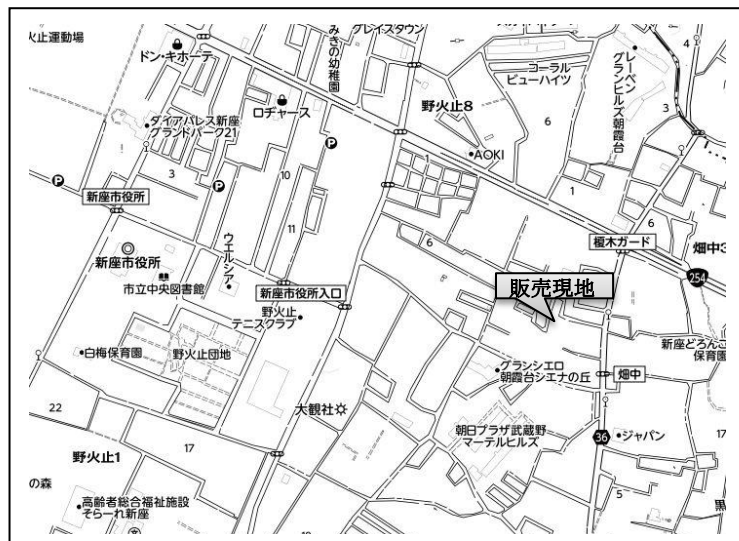 火止運動場
ドン・キホーテ
みきの幼稚園
グレイスタウン
ロヂャース
ダイアパレス新座
グランドパーク21
野火止8
コーラル
ビューハイツ
レーベン
グランヒルズ朝霞台
4
3
6
AOKI
P
P
P
3
10
1
1
11
新座市役所
6
6
榎木ガード
畑中3
254
新座市役所
ウエルシア
市立中央図書館
新座市役所入口
販売現地
野火止
テニスクラブ
白梅保育園
野火止団地
グランシエロ
朝霞台シエナの丘
新座どろんこ
保育園
畑中
大観社
22
朝日プラザ武蔵野
マーテルヒルズ
36
ジャパン
17
17
野火止1
の森
高齢者総合福祉施設
そらーれ新座
5
黒